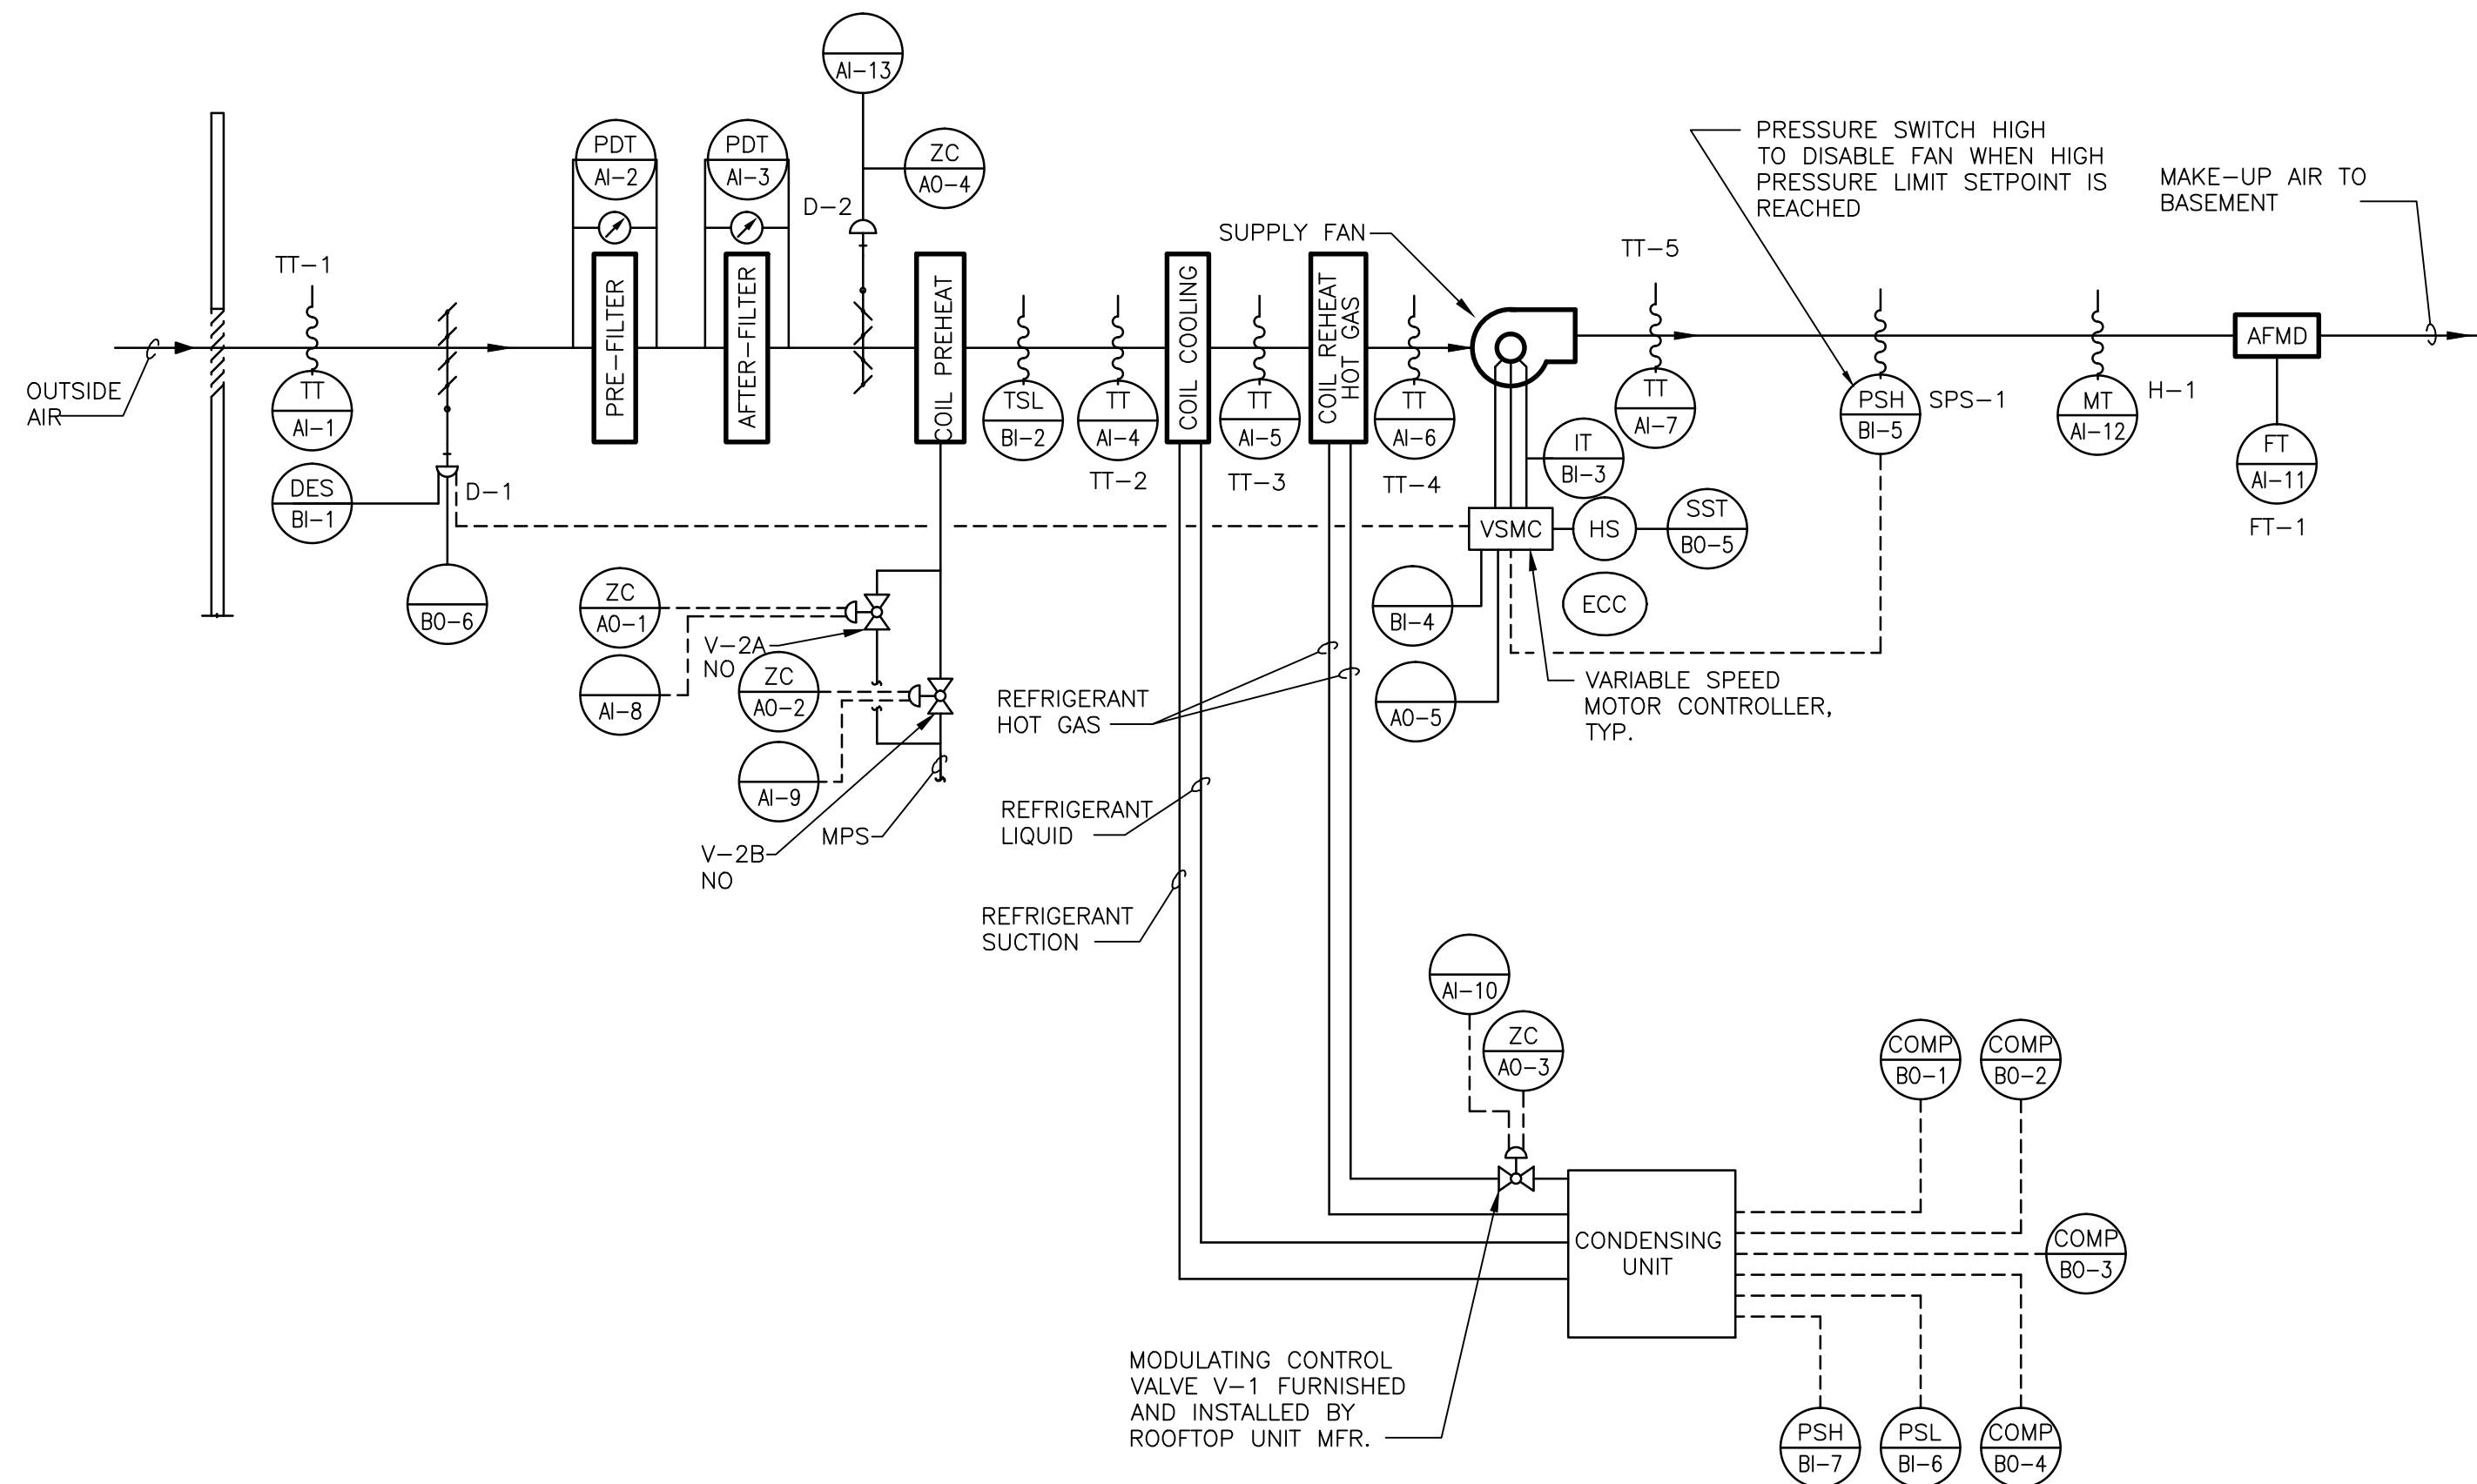 AI-13
PDT
AI-2
PDT
AI-3
ZC
AO-4
D-2
PRESSURE SWITCH HIGH
TO DISABLE FAN WHEN HIGH
PRESSURE LIMIT SETPOINT IS
REACHED
MAKE-UP AIR TO
BASEMENT
SUPPLY FAN
TT-5
TT-1
OUTSIDE
AIR
TT
AI-1
PRE-FILTER
AFTER-FILTER
COIL PREHEAT
TSL
BI-2
TT
AI-4
TT-2
COIL COOLING
TT
AI-5
TT-3
COIL REHEAT
HOT GAS
TT
AI-6
TT-4
TT
AI-7
PSH
BI-5
SPS-1
MT
AI-12
H-1
AFMD
FT
AI-11
FT-1
DES
BI-1
D-1
BO-6
IT
BI-3
VSMC
HS
SST
BO-5
ECC
BI-4
AO-5
VARIABLE SPEED
MOTOR CONTROLLER,
TYP.
ZC
AO-1
AI-8
V-2A
NO
ZC
AO-2
AI-9
V-2B
NO
MPS
REFRIGERANT
HOT GAS
REFRIGERANT
LIQUID
REFRIGERANT
SUCTION
AI-10
ZC
AO-3
COMP
BO-1
COMP
BO-2
COMP
BO-3
CONDENSING
UNIT
MODULATING CONTROL
VALVE V-1 FURNISHED
AND INSTALLED BY
ROOFTOP UNIT MFR.
PSH
BI-7
PSL
BI-6
COMP
BO-4